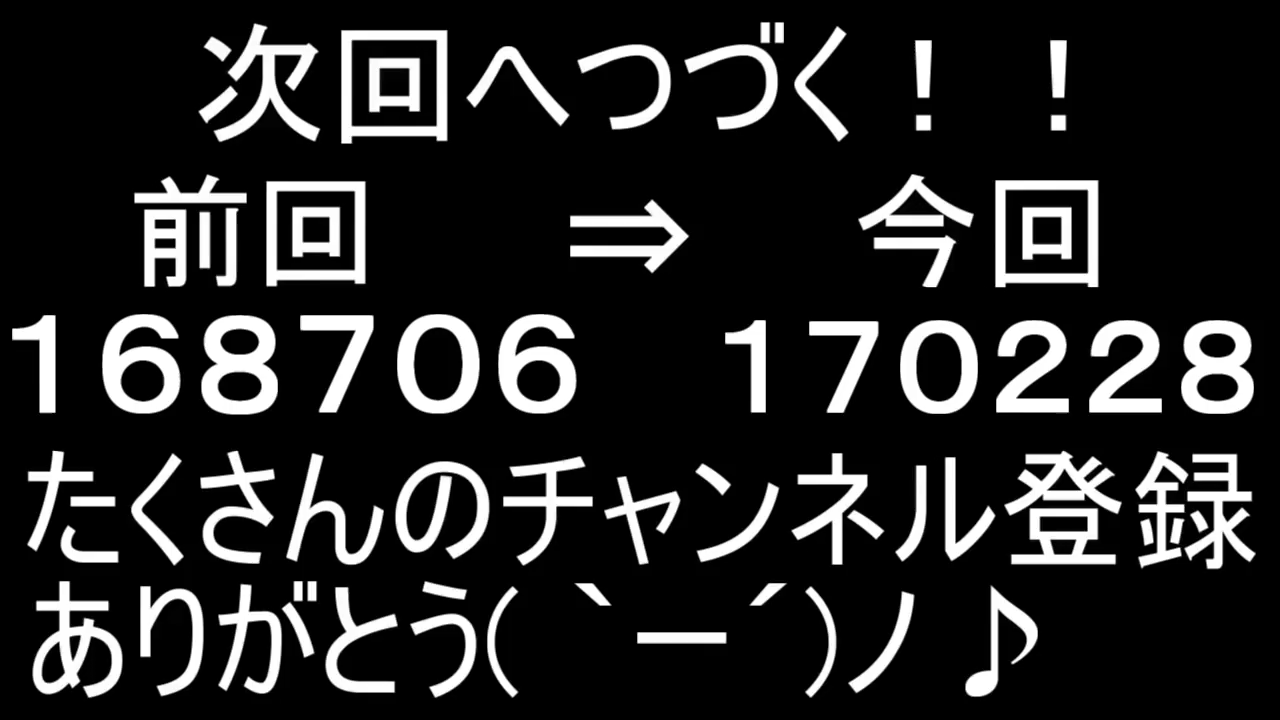 次回へつづく！！
前回　⇒　今回
１６８７０６　１７０２２８
たくさんのチャンネル登録
ありがとう(｀ー´)ノ♪